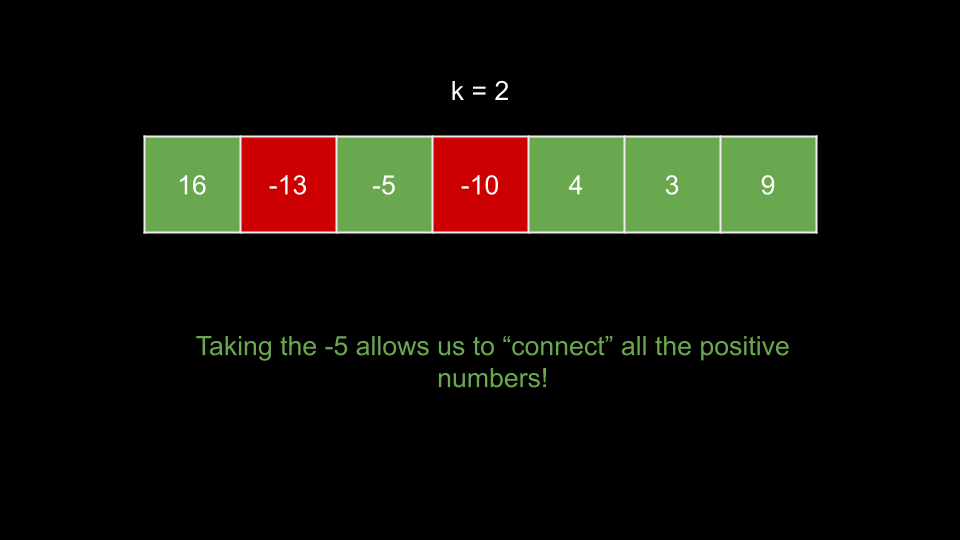 k = 2
16 -13 -5 -10 4 3 9
Taking the -5 allows us to “connect” all the positive
numbers!